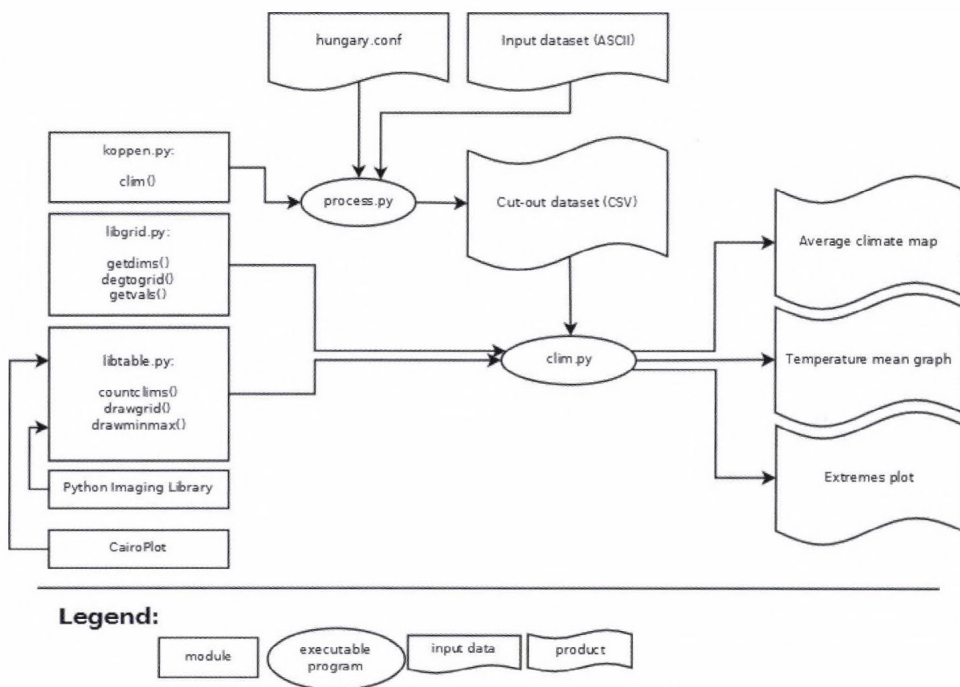 hungary.conf
Input dataset (ASCII)
koppen.py:
clim()
process.py
Cut-out dataset (CSV)
libgrid.py:
getdims()
degtogrid()
getvals()
Average climate map
libtable.py:
countclims()
drawgrid()
drawminmax()
clim.py
Temperature mean graph
Python Imaging Library
Extremes plot
CairoPlot
Legend:
module
executable
program
input data
product